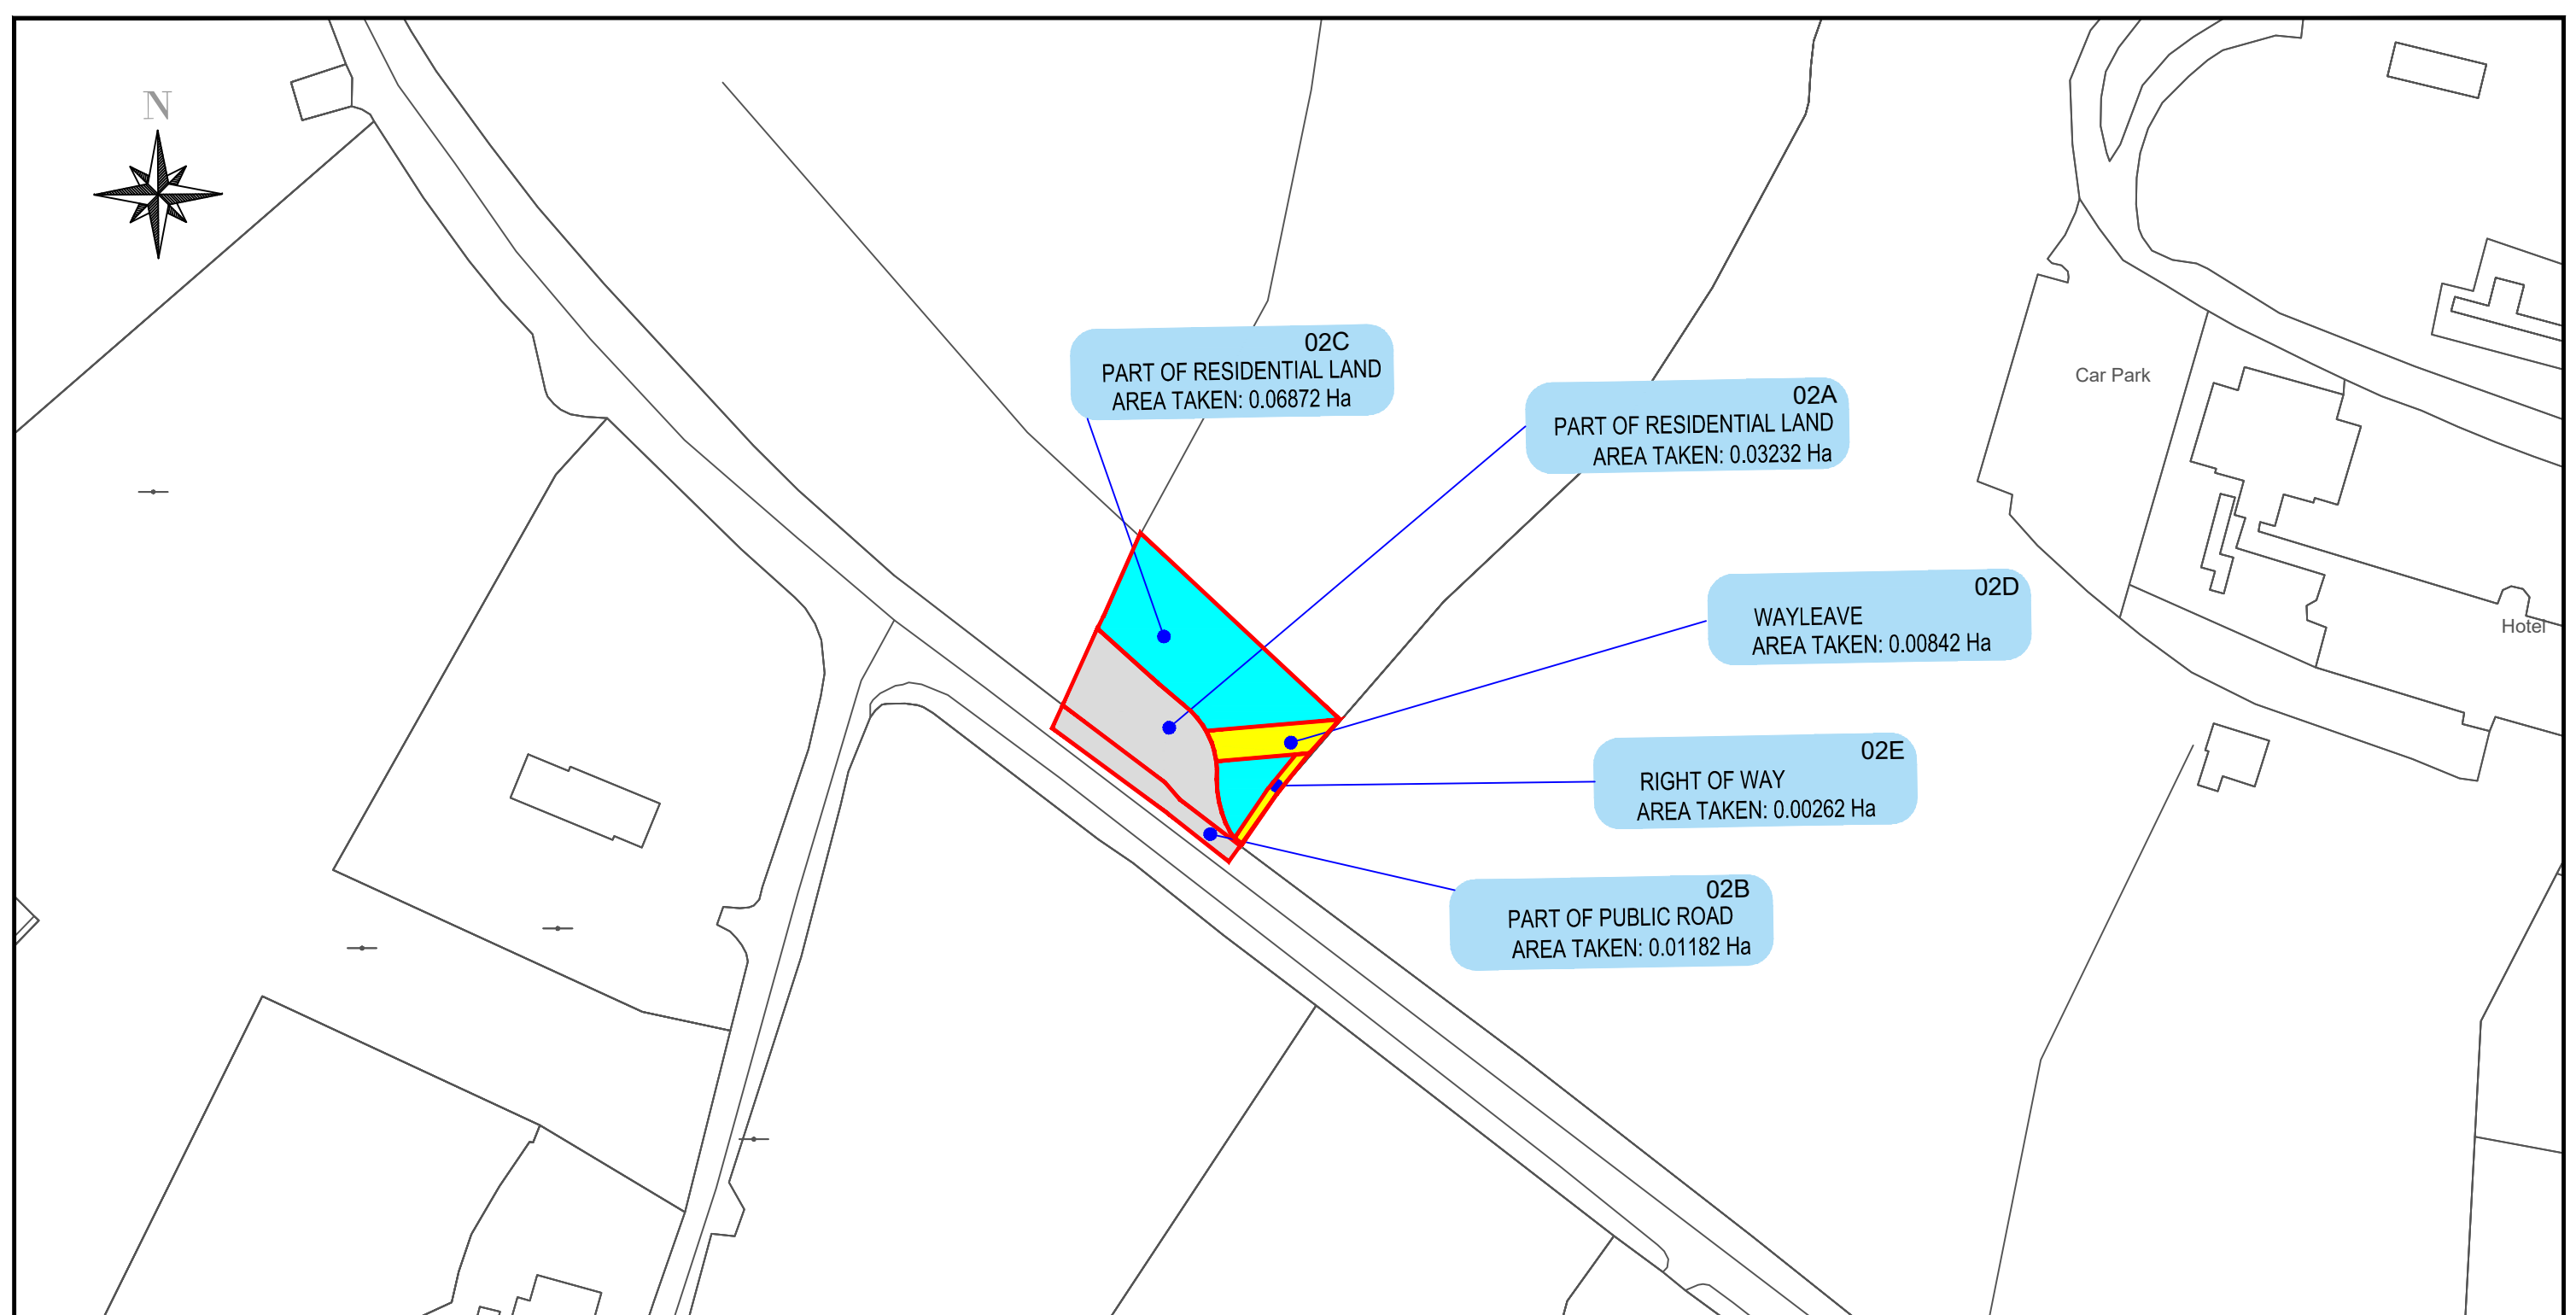 N
02C
PART OF RESIDENTIAL LAND
AREA TAKEN: 0.06872 Ha
02A
PART OF RESIDENTIAL LAND
AREA TAKEN: 0.03232 Ha
Car Park
02D
WAYLEAVE
AREA TAKEN: 0.00842 Ha
Hotel
02E
RIGHT OF WAY
AREA TAKEN: 0.00262 Ha
02B
PART OF PUBLIC ROAD
AREA TAKEN: 0.01182 Ha